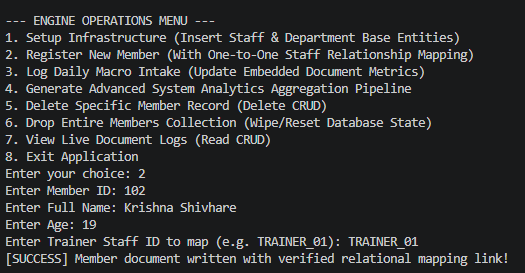 --- ENGINE OPERATIONS MENU ---
1. Setup Infrastructure (Insert Staff & Department Base Entities)
2. Register New Member (With One-to-One Staff Relationship Mapping)
3. Log Daily Macro Intake (Update Embedded Document Metrics)
4. Generate Advanced System Analytics Aggregation Pipeline
5. Delete Specific Member Record (Delete CRUD)
6. Drop Entire Members Collection (Wipe/Reset Database State)
7. View Live Document Logs (Read CRUD)
8. Exit Application
Enter your choice: 2
Enter Member ID: 102
Enter Full Name: Krishna Shivhare
Enter Age: 19
Enter Trainer Staff ID to map (e.g. TRAINER_01): TRAINER_01
[SUCCESS] Member document written with verified relational mapping link!